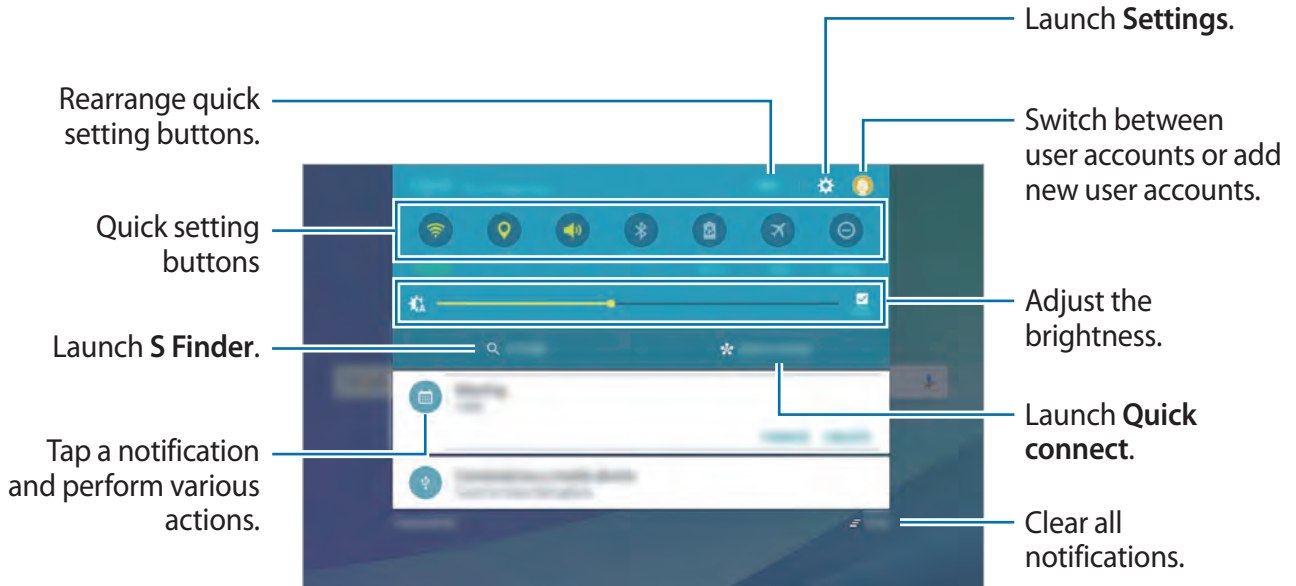 Launch Settings.
Rearrange quick
setting buttons.
Switch between
user accounts or add
new user accounts.
Quick setting
buttons
Adjust the
brightness.
Launch S Finder.
Launch Quick
connect.
Tap a notification
and perform various
actions.
Clear all
notifications.